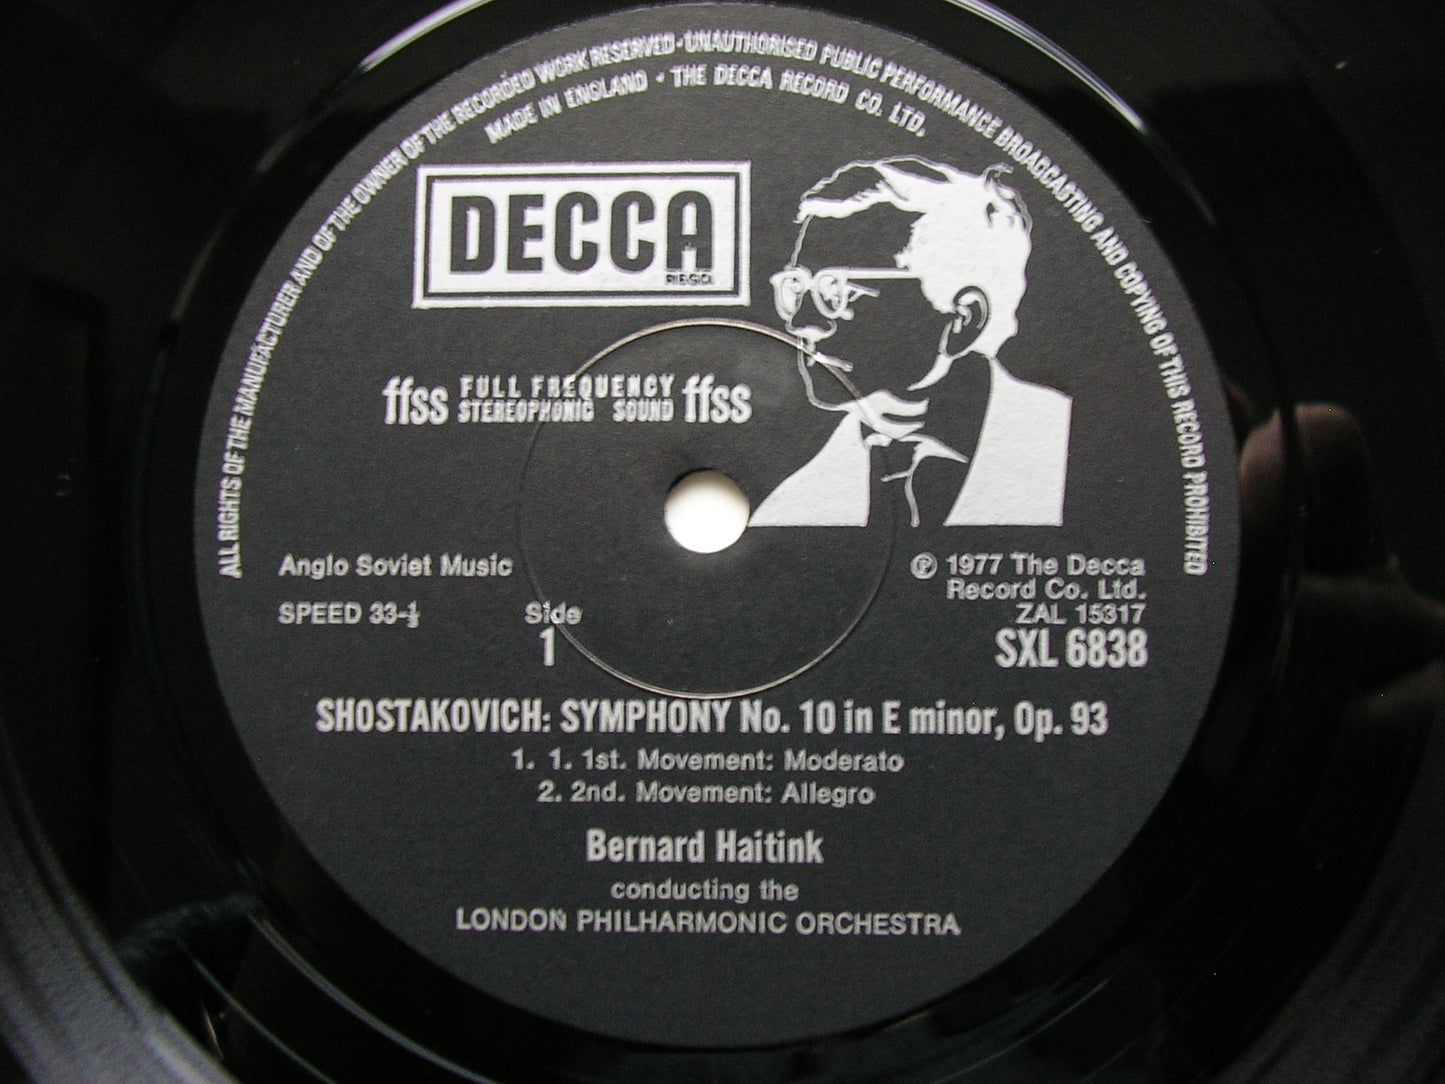 ALL RIGHTS OF THE MANUFACTURER AND OF THE OWNER OF THE RECORDED WORK RESERVED·UNAUTHORISED PUBLIC PERFORMANCE BROADCASTING AND COPYING OF THIS RECORD PROHIBITED
MADE IN ENGLAND · THE DECCA RECORD CO. LTD.
DECCA
REGD.
ffss FULL FREQUENCY STEREOPHONIC SOUND ffss
Anglo Soviet Music
℗ 1977 The Decca
Record Co. Ltd.
SPEED 33-⅓
Side
ZAL 15317
1
SXL 6838
SHOSTAKOVICH: SYMPHONY No. 10 in E minor, Op. 93
1. 1. 1st. Movement: Moderato
2. 2nd. Movement: Allegro
Bernard Haitink
conducting the
LONDON PHILHARMONIC ORCHESTRA